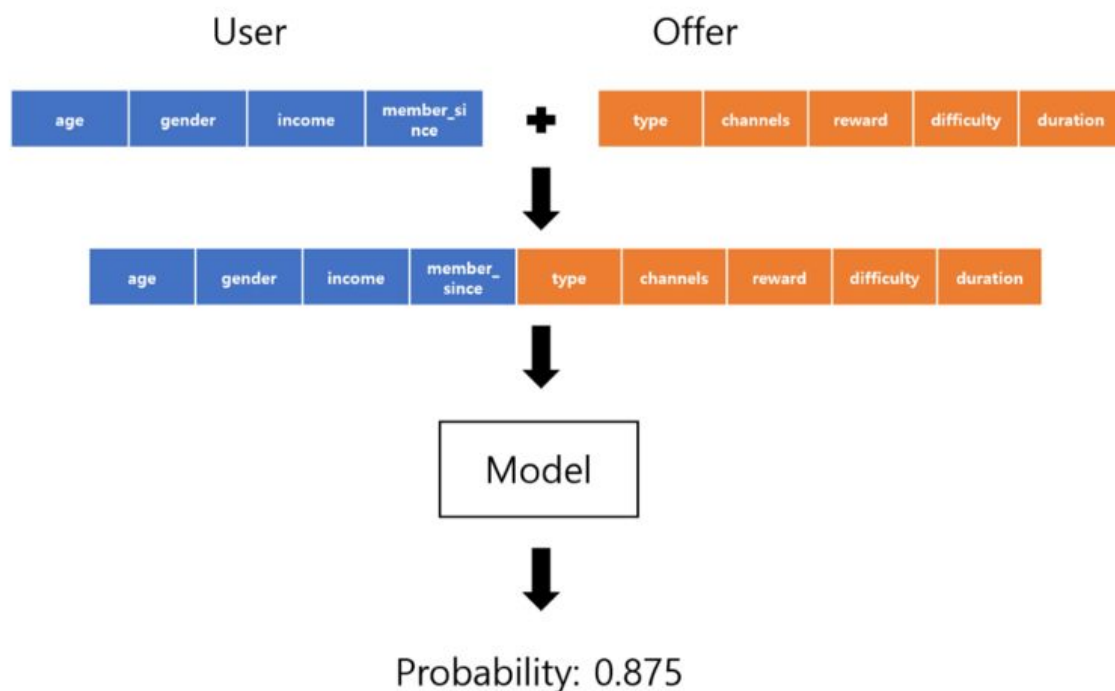 User Offer
age gender income member_si
nce type channels reward difficulty duration
age gender income member_
since type channels reward difficulty duration
Model
Probability: 0.875